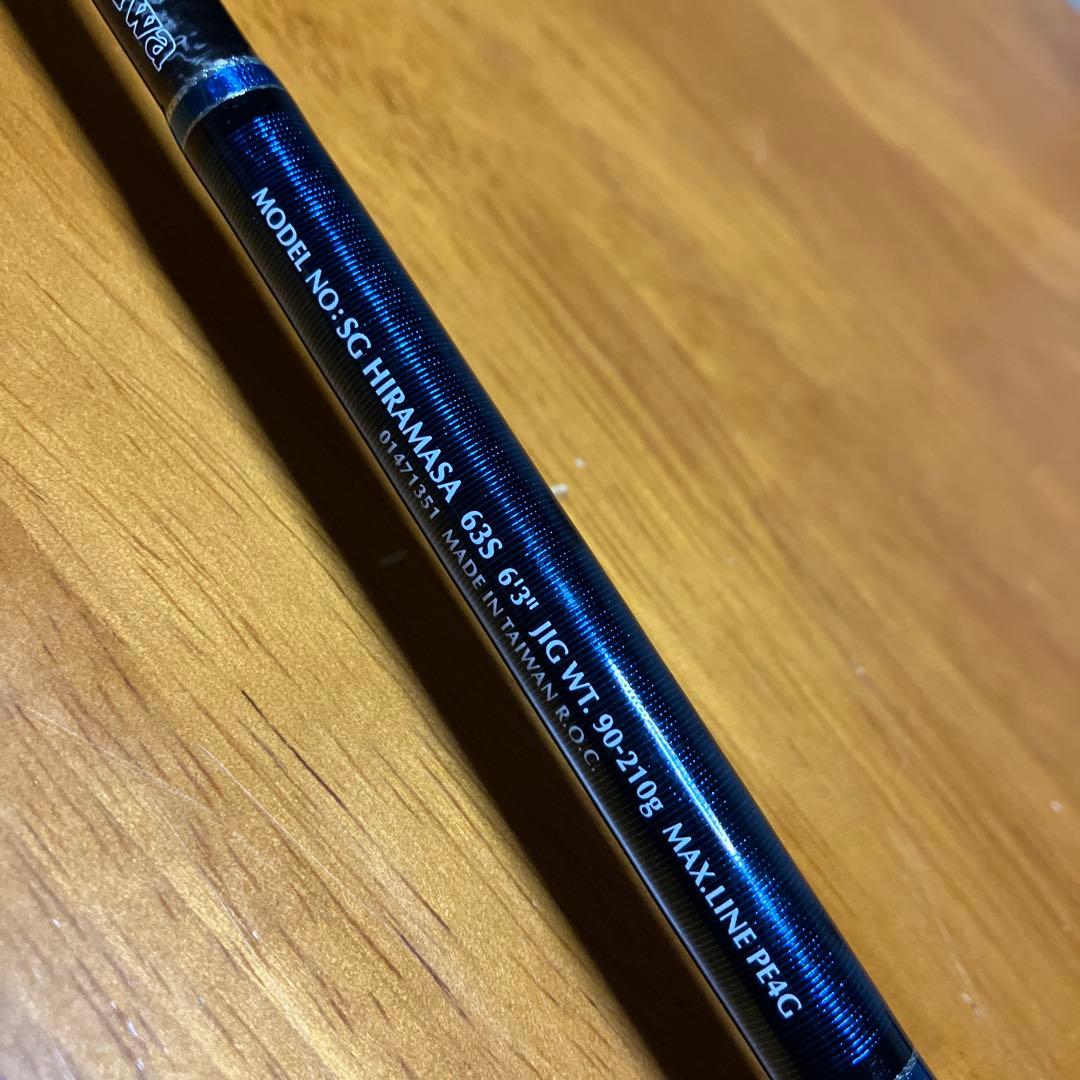 MODEL NO:SG HIRAMASA 63S 6'3" JIG WT. 90-210g MAX.LINE PE4G
01471351 MADE IN TAIWAN R.O.C.